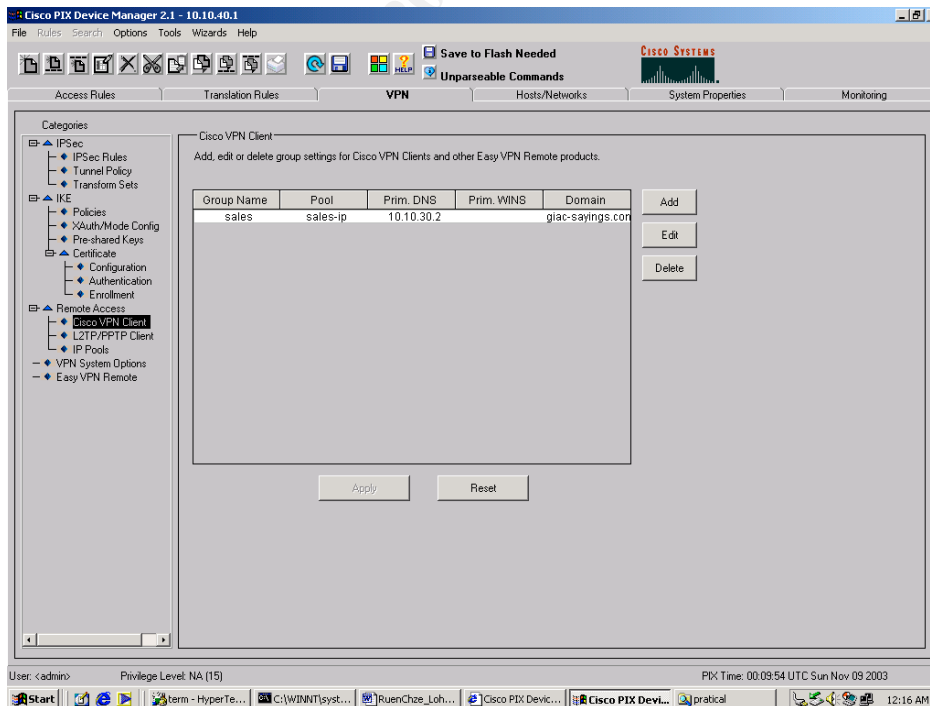 Cisco PIX Device Manager 2.1 - 10.10.40.1
File Rules Search Options Tools Wizards Help
HELP
Save to Flash Needed
Unparseable Commands
CISCO SYSTEMS
Access Rules Translation Rules VPN Hosts/Networks System Properties Monitoring
Categories
IPSec
IPSec Rules
Tunnel Policy
Transform Sets
IKE
Policies
XAuth/Mode Config
Pre-shared Keys
Certificate
Configuration
Authentication
Enrollment
Remote Access
Cisco VPN Client
L2TP/PPTP Client
IP Pools
VPN System Options
Easy VPN Remote
Cisco VPN Client
Add, edit or delete group settings for Cisco VPN Clients and other Easy VPN Remote products.
Group Name Pool Prim. DNS Prim. WINS Domain
sales sales-ip 10.10.30.2 giac-sayings.con
Add
Edit
Delete
Apply Reset
User: <admin> Privilege Level: NA (15) PIX Time: 00:09:54 UTC Sun Nov 09 2003
Start term - HyperTe... C:\WINNT\syst... RuenChze_Loh... Cisco PIX Devic... Cisco PIX Devi... pratical 12:16 AM